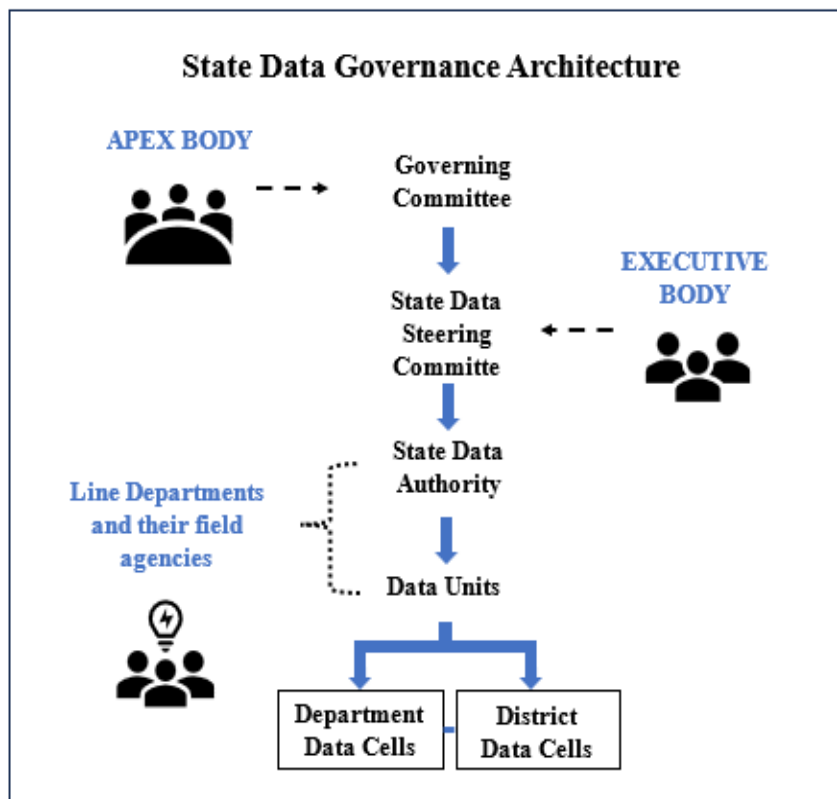 State Data Governance Architecture
APEX BODY
Governing
Committee
EXECUTIVE
BODY
State Data
Steering
Committe
State Data
Authority
Line Departments
and their field
agencies
Data Units
Department
Data Cells
District
Data Cells